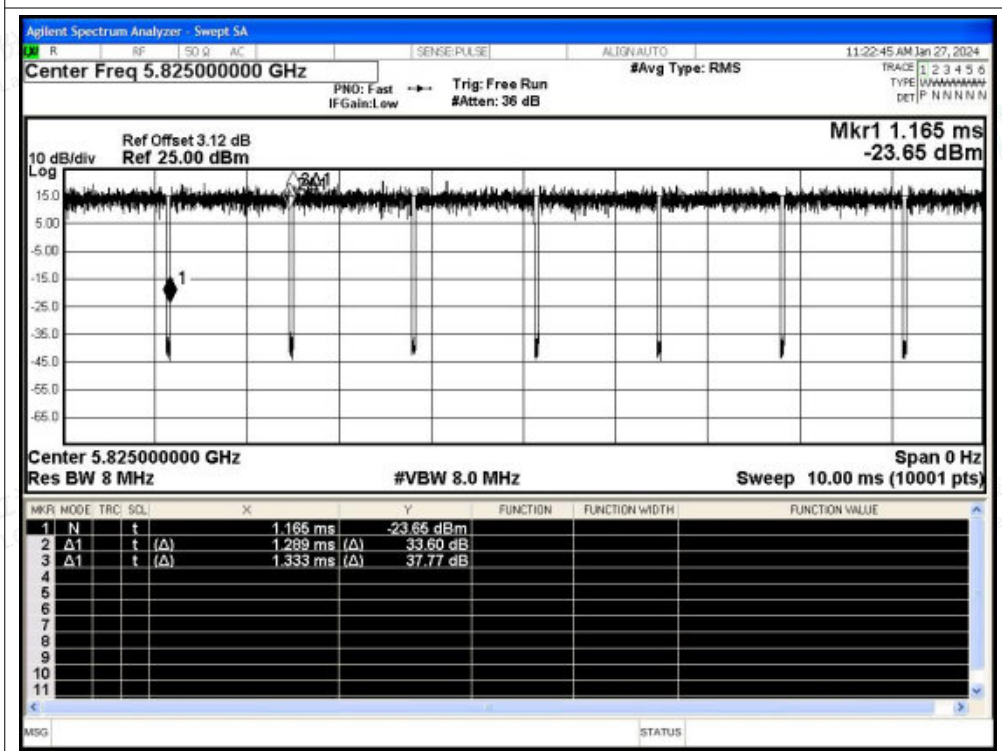 Agilent Spectrum Analyzer - Swept SA
R RF 50 Ω AC SENSE:PULSE ALIGN AUTO 11:22:45 AM Jan 27, 2024
Center Freq 5.825000000 GHz #Avg Type: RMS TRACE 1 2 3 4 5 6
PNO: Fast Trig: Free Run TYPE
IFGain:Low #Atten: 36 dB DET P N N N N N
Mkr1 1.165 ms
Ref Offset 3.12 dB
10 dB/div Ref 25.00 dBm -23.65 dBm
Log
15.0
5.00
-5.00
-15.0
1
-25.0
-35.0
-45.0
-55.0
-65.0
Center 5.825000000 GHz Span 0 Hz
Res BW 8 MHz #VBW 8.0 MHz Sweep 10.00 ms (10001 pts)
MKR MODE TRC SCL X Y FUNCTION FUNCTION WIDTH FUNCTION VALUE
1 N t 1.165 ms -23.65 dBm
2 Δ1 t (Δ) 1.289 ms (Δ) 33.60 dB
3 Δ1 t (Δ) 1.333 ms (Δ) 37.77 dB
4
5
6
7
8
9
10
11
MSG STATUS